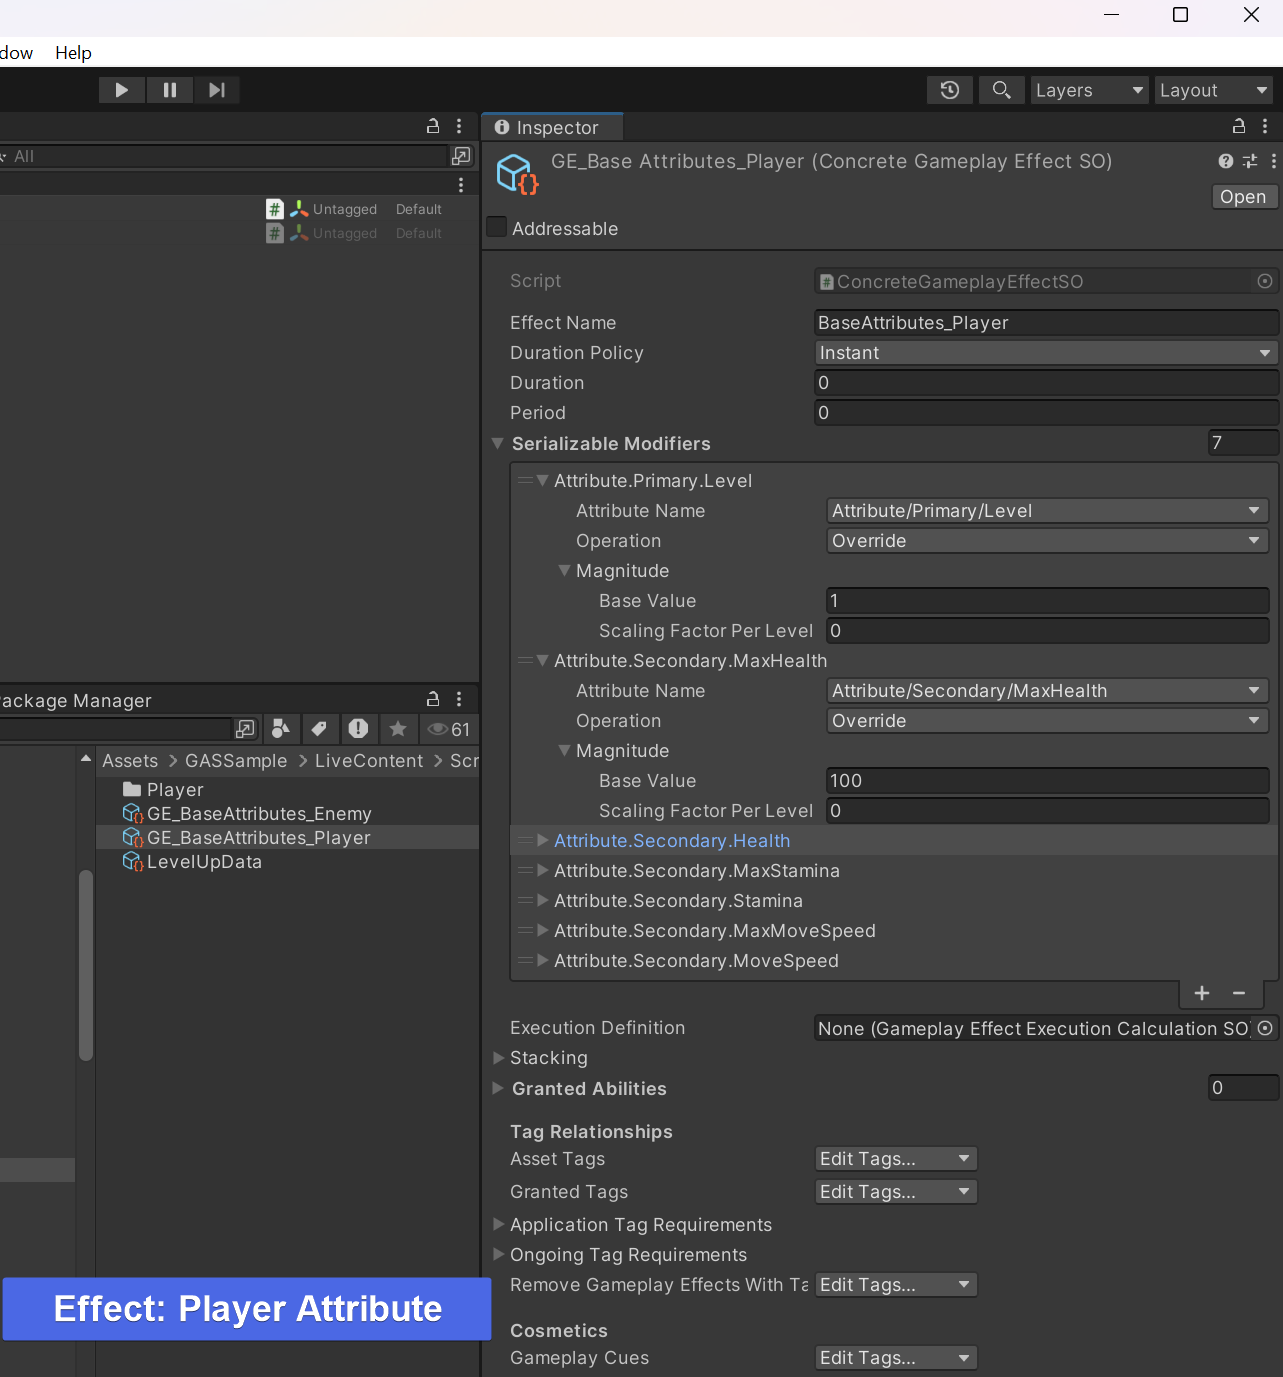 dow Help
Layers Layout
Inspector
All
GE_Base Attributes_Player (Concrete Gameplay Effect SO)
Open
Untagged Default
Addressable
Untagged Default
Script ConcreteGameplayEffectSO
Effect Name BaseAttributes_Player
Duration Policy Instant
Duration 0
Period 0
Serializable Modifiers 7
Attribute.Primary.Level
Attribute Name Attribute/Primary/Level
Operation Override
Magnitude
Base Value 1
Scaling Factor Per Level 0
Attribute.Secondary.MaxHealth
Attribute Name Attribute/Secondary/MaxHealth
Operation Override
Magnitude
Base Value 100
Scaling Factor Per Level 0
Attribute.Secondary.Health
Attribute.Secondary.MaxStamina
Attribute.Secondary.Stamina
Attribute.Secondary.MaxMoveSpeed
Attribute.Secondary.MoveSpeed
Execution Definition None (Gameplay Effect Execution Calculation SO)
Stacking
Granted Abilities 0
Tag Relationships
Asset Tags Edit Tags...
Granted Tags Edit Tags...
Application Tag Requirements
Ongoing Tag Requirements
Remove Gameplay Effects With Ta Edit Tags...
Cosmetics
Gameplay Cues Edit Tags...
Package Manager
61
Assets > GASSample > LiveContent > Scr
Player
GE_BaseAttributes_Enemy
GE_BaseAttributes_Player
LevelUpData
Effect: Player Attribute